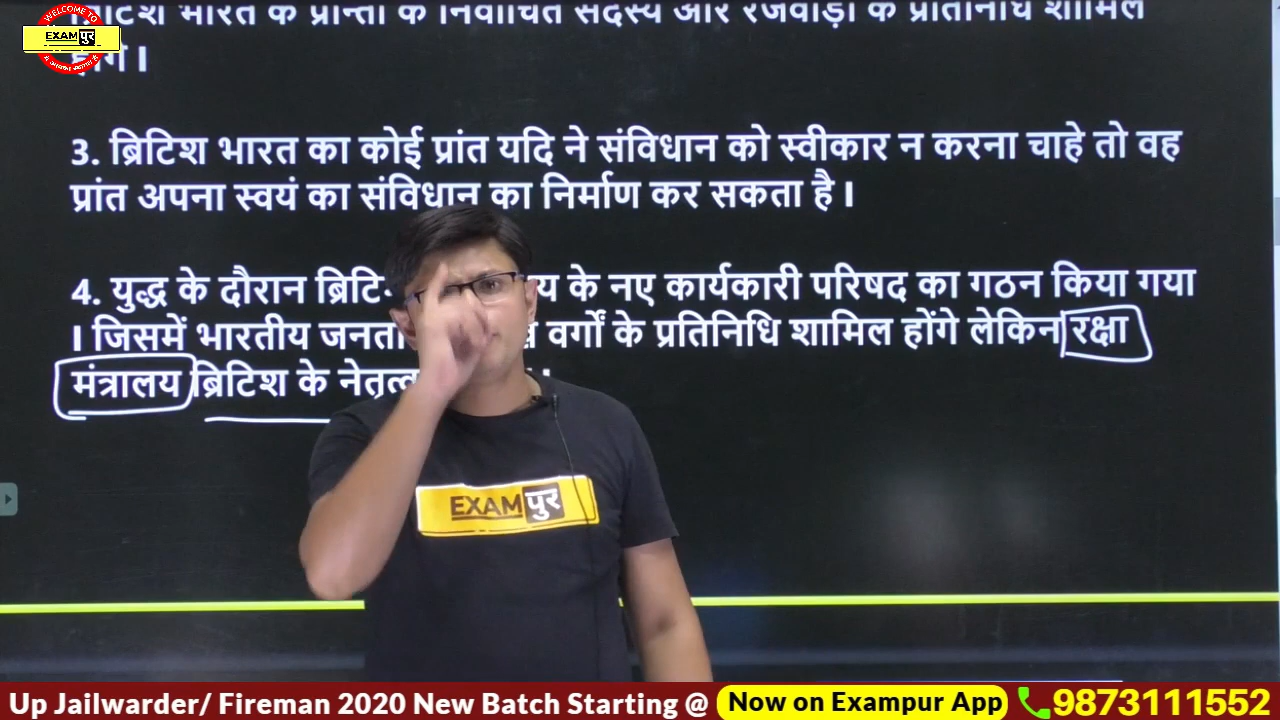 ब्रिटिश भारत के प्रान्तो के निर्वाचित सदस्य और रजवाड़ो के प्रतिनिधि शामिल
होंगे ।
WELCOME TO
EXAM पुर
3. ब्रिटिश भारत का कोई प्रांत यदि ने संविधान को स्वीकार न करना चाहे तो वह
प्रांत अपना स्वयं का संविधान का निर्माण कर सकता है ।
4. युद्ध के दौरान ब्रिटि य के नए कार्यकारी परिषद का गठन किया गया
। जिसमें भारतीय जनता वर्गों के प्रतिनिधि शामिल होंगे लेकिन रक्षा
मंत्रालय ब्रिटिश के नेतृत्व
EXAM पुर
Up Jailwarder/ Fireman 2020 New Batch Starting @ Now on Exampur App 9873111552